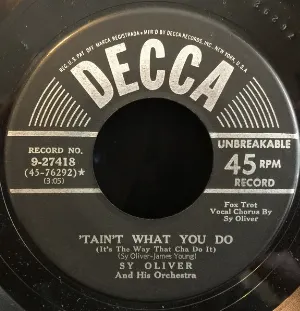 REG. U.S. PAT. OFF. MARCA REGISTRADA • MFR'D BY DECCA RECORDS, INC., NEW YORK, U.S.A.
DECCA
RECORD NO.
9-27418
(45-76292)★
(3:05)
UNBREAKABLE
45 RPM
RECORD
Fox Trot
Vocal Chorus By
Sy Oliver
'TAIN'T WHAT YOU DO
(It's The Way That Cha Do It)
(Sy Oliver-James Young)
SY OLIVER
And His Orchestra